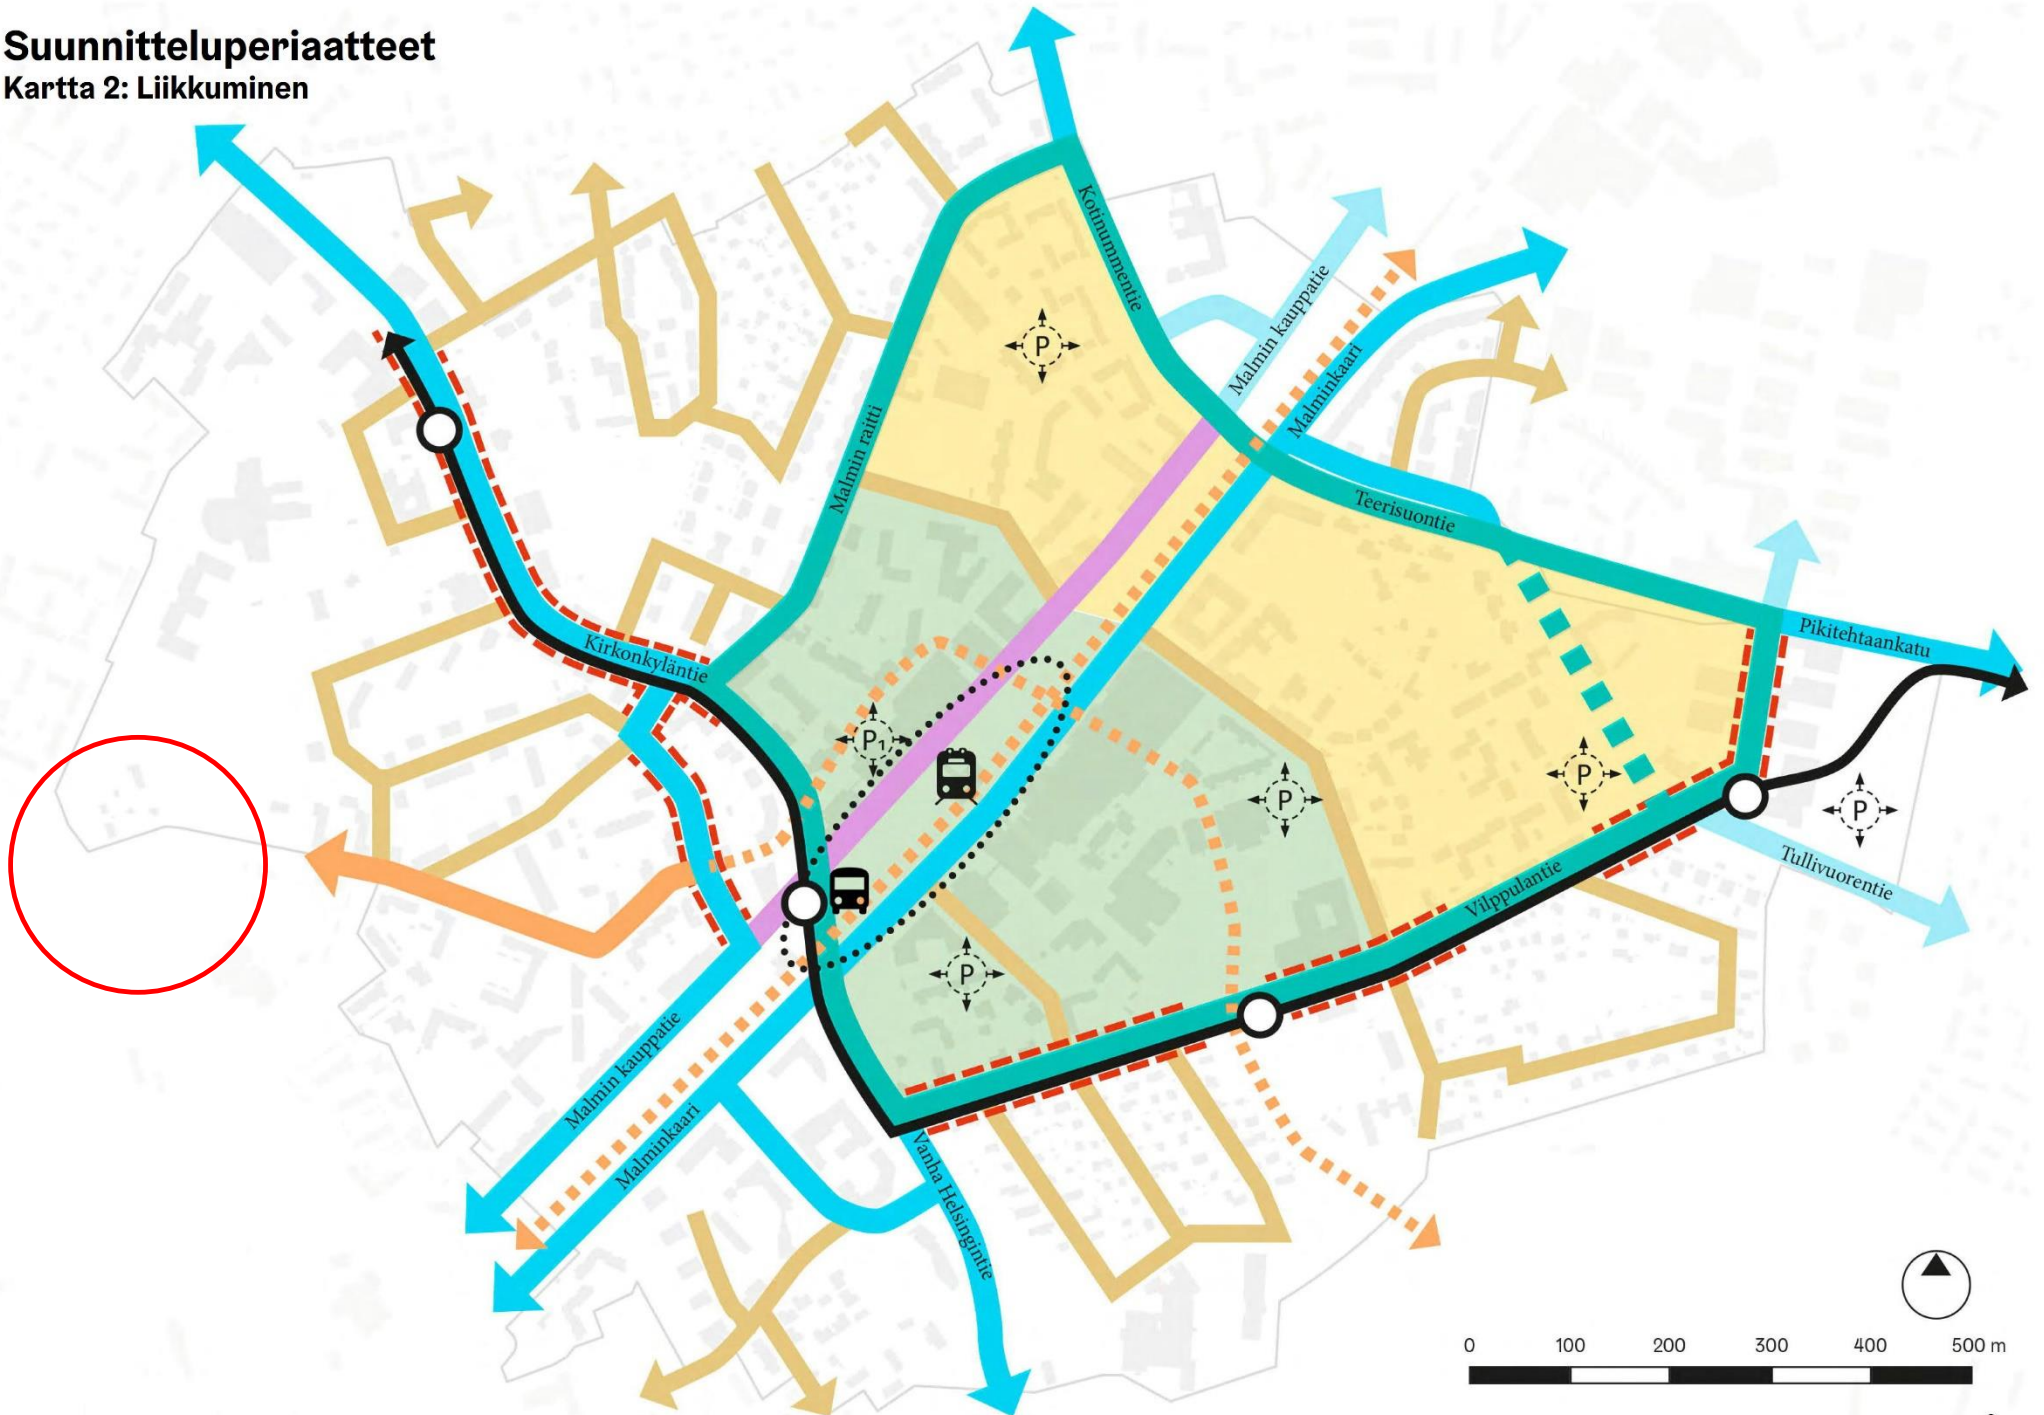 Suunnitteluperiaatteet
Kartta 2: Liikkuminen
Kotinummentie
Malmin kauppatie
Malminkaari
P
Malmin raitti
Teerisuontie
Pikitehtaankatu
Kirkonkyläntie
P1
P
P
P
Tullivuorentie
Vilppulantie
P
Malmin kauppatie
Malminkaari
Vanha Helsingintie
0 100 200 300 400 500 m